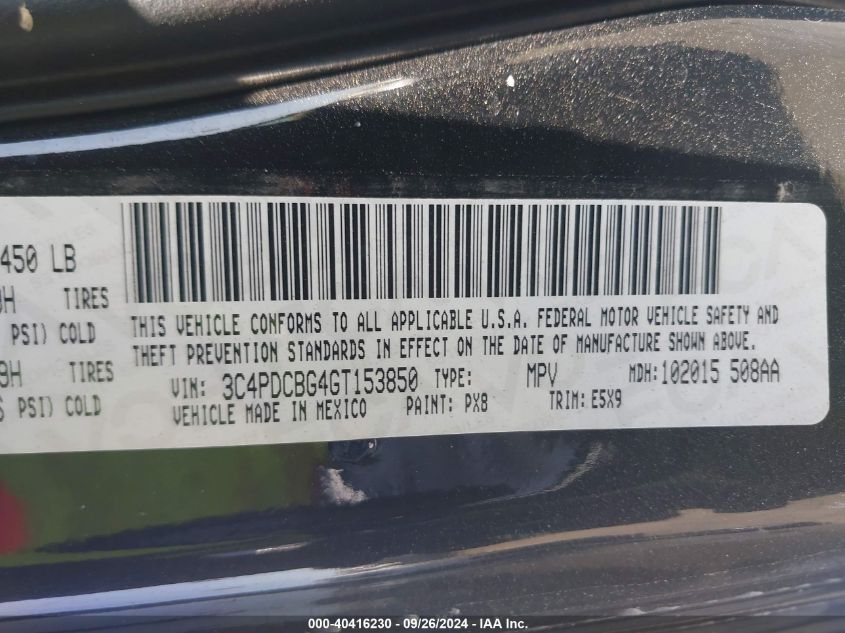 450 LB
TIRES
PSI) COLD
TIRES
PSI) COLD
THIS VEHICLE CONFORMS TO ALL APPLICABLE U.S.A. FEDERAL MOTOR VEHICLE SAFETY AND
THEFT PREVENTION STANDARDS IN EFFECT ON THE DATE OF MANUFACTURE SHOWN ABOVE.
VIN: 3C4PDCBG4GT153850 TYPE: MPV MDH:102015 508AA
VEHICLE MADE IN MEXICO PAINT: PX8 TRIM: E5X9
000-40416230 - 09/26/2024 - IAA Inc.